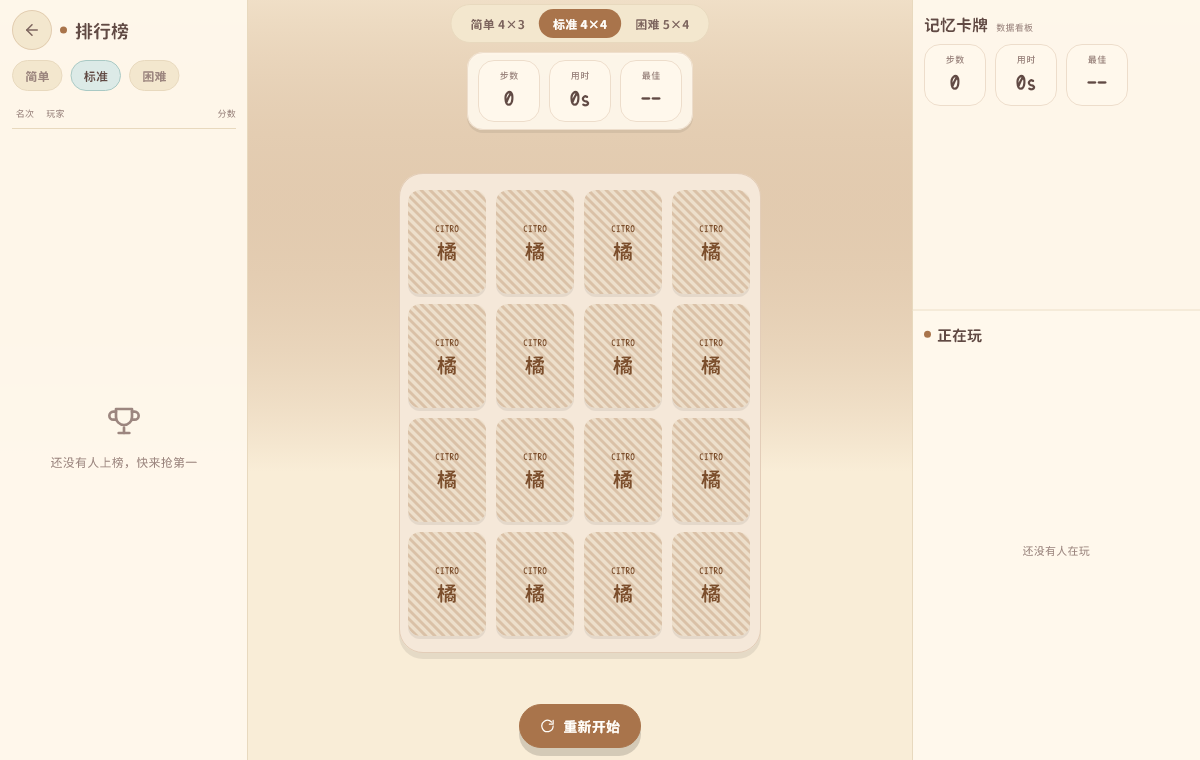 排行榜
简单 标准 困难
名次 玩家 分数
还没有人上榜，快来抢第一
简单 4×3 标准 4×4 困难 5×4
步数 用时 最佳
0 0s --
CITRO CITRO CITRO CITRO
橘 橘 橘 橘
CITRO CITRO CITRO CITRO
橘 橘 橘 橘
CITRO CITRO CITRO CITRO
橘 橘 橘 橘
CITRO CITRO CITRO CITRO
橘 橘 橘 橘
重新开始
记忆卡牌 数据看板
步数 用时 最佳
0 0s --
正在玩
还没有人在玩